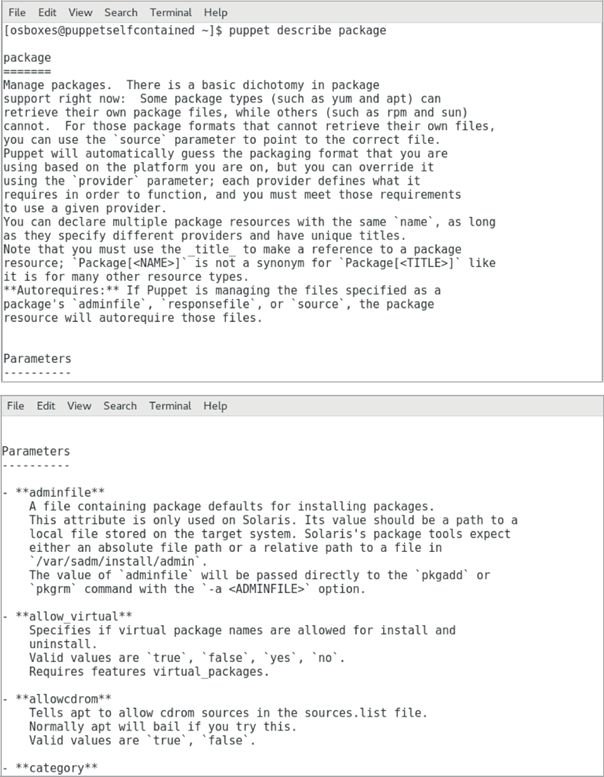 File Edit View Search Terminal Help
[osboxes@puppetselfcontained ~]$ puppet describe package
package
=======
Manage packages.  There is a basic dichotomy in package
support right now:  Some package types (such as yum and apt) can
retrieve their own package files, while others (such as rpm and sun)
cannot.  For those package formats that cannot retrieve their own files,
you can use the `source` parameter to point to the correct file.
Puppet will automatically guess the packaging format that you are
using based on the platform you are on, but you can override it
using the `provider` parameter; each provider defines what it
requires in order to function, and you must meet those requirements
to use a given provider.
You can declare multiple package resources with the same `name`, as long
as they specify different providers and have unique titles.
Note that you must use the _title_ to make a reference to a package
resource; `Package[<NAME>]` is not a synonym for `Package[<TITLE>]` like
it is for many other resource types.
**Autorequires:** If Puppet is managing the files specified as a
package's `adminfile`, `responsefile`, or `source`, the package
resource will autorequire those files.
Parameters
----------
File Edit View Search Terminal Help
Parameters
----------
- **adminfile**
    A file containing package defaults for installing packages.
    This attribute is only used on Solaris. Its value should be a path to a
    local file stored on the target system. Solaris's package tools expect
    either an absolute file path or a relative path to a file in
    `/var/sadm/install/admin`.
    The value of `adminfile` will be passed directly to the `pkgadd` or
    `pkgrm` command with the `-a <ADMINFILE>` option.
- **allow_virtual**
    Specifies if virtual package names are allowed for install and
    uninstall.
    Valid values are `true`, `false`, `yes`, `no`.
    Requires features virtual_packages.
- **allowcdrom**
    Tells apt to allow cdrom sources in the sources.list file.
    Normally apt will bail if you try this.
    Valid values are `true`, `false`.
- **category**